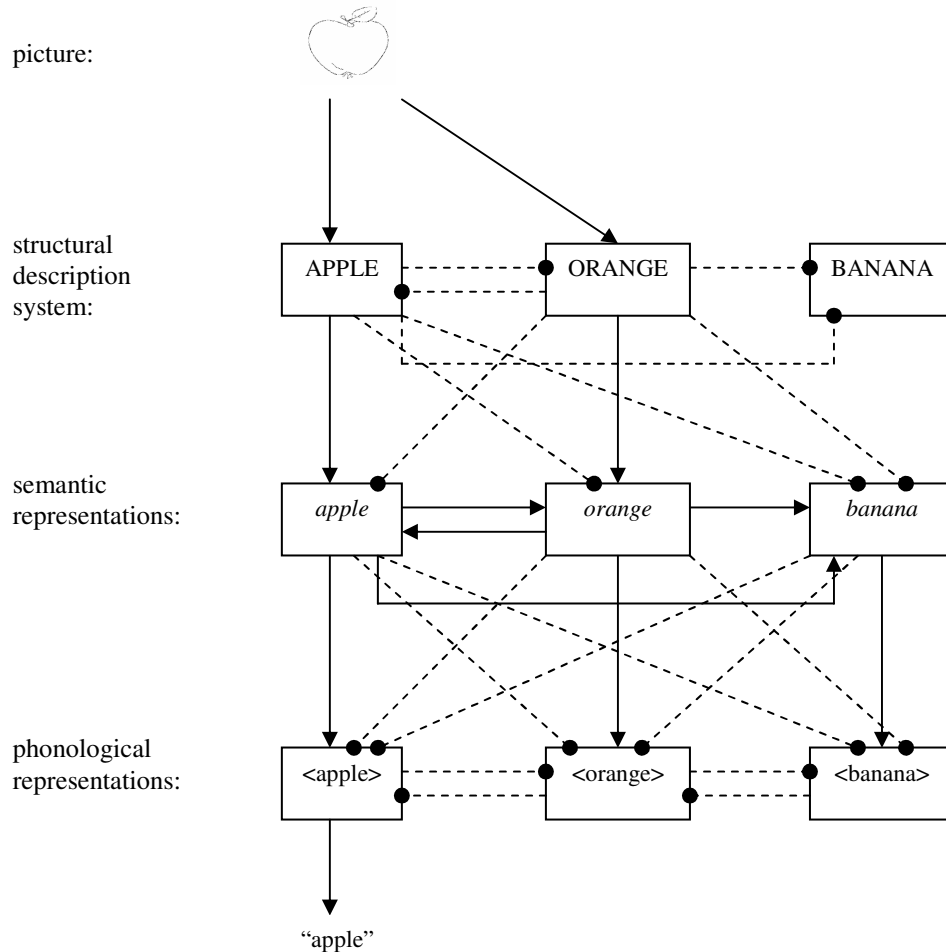 picture:
structural
description
system:
APPLE
ORANGE
BANANA
semantic
representations:
apple
orange
banana
phonological
representations:
<apple>
<orange>
<banana>
“apple”